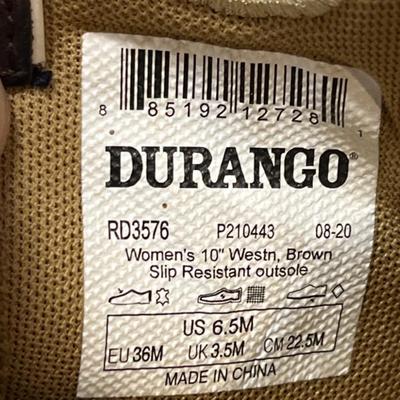 8 85192 12728 1
DURANGO®
RD3576 P210443 08-20
Women's 10" Westn, Brown
Slip Resistant outsole
US 6.5M
EU 36M UK 3.5M CM 22.5M
MADE IN CHINA